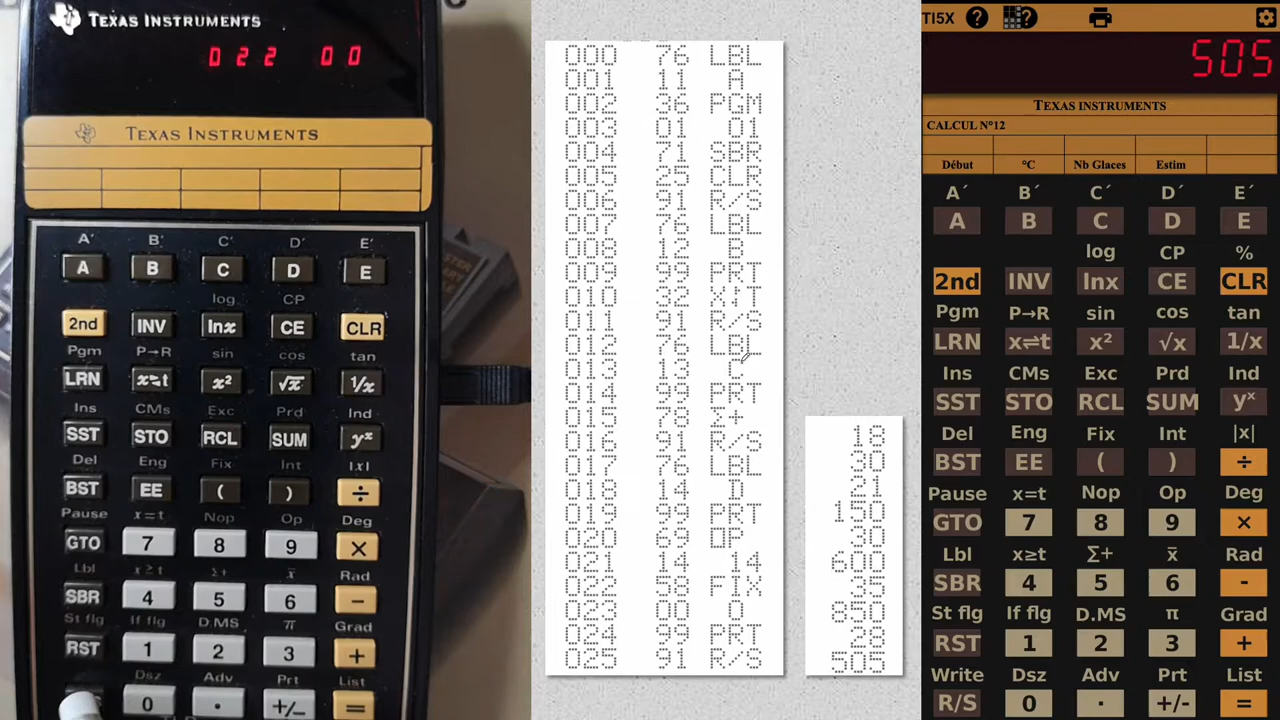 TEXAS INSTRUMENTS
022 00
TEXAS INSTRUMENTS
A' B' C' D' E'
A B C D E
log CP
2nd INV lnx CE CLR
Pgm P→R sin cos tan
LRN x⇌t x² √x 1/x
Ins CMs Exc Prd Ind
SST STO RCL SUM yˣ
Del Eng Fix Int |x|
BST EE ( ) ÷
Pause x=t Nop Op Deg
GTO 7 8 9 ×
Lbl x≥t Σ+ x̄ Rad
SBR 4 5 6 −
St flg If flg D.MS π Grad
RST 1 2 3 +
Dsz Adv Prt List
0 . +/- =
000 76 LBL
001 11 A
002 36 PGM
003 01 01
004 71 SBR
005 25 CLR
006 91 R/S
007 76 LBL
008 12 B
009 99 PRT
010 32 X⇌T
011 91 R/S
012 76 LBL
013 13 C
014 99 PRT
015 78 Σ+
016 91 R/S
017 76 LBL
018 14 D
019 99 PRT
020 69 OP
021 14 14
022 58 FIX
023 00 0
024 99 PRT
025 91 R/S
18
30
21
150
30
600
35
850
28
505
TI5X ? ?
505
TEXAS INSTRUMENTS
CALCUL N°12
Début °C Nb Glaces Estim
A′ B′ C′ D′ E′
A B C D E
log CP %
2nd INV lnx CE CLR
Pgm P→R sin cos tan
LRN x⇌t x² √x 1/x
Ins CMs Exc Prd Ind
SST STO RCL SUM yˣ
Del Eng Fix Int |x|
BST EE ( ) ÷
Pause x=t Nop Op Deg
GTO 7 8 9 ×
Lbl x≥t Σ+ x̄ Rad
SBR 4 5 6 -
St flg If flg D.MS π Grad
RST 1 2 3 +
Write Dsz Adv Prt List
R/S 0 · +/- =